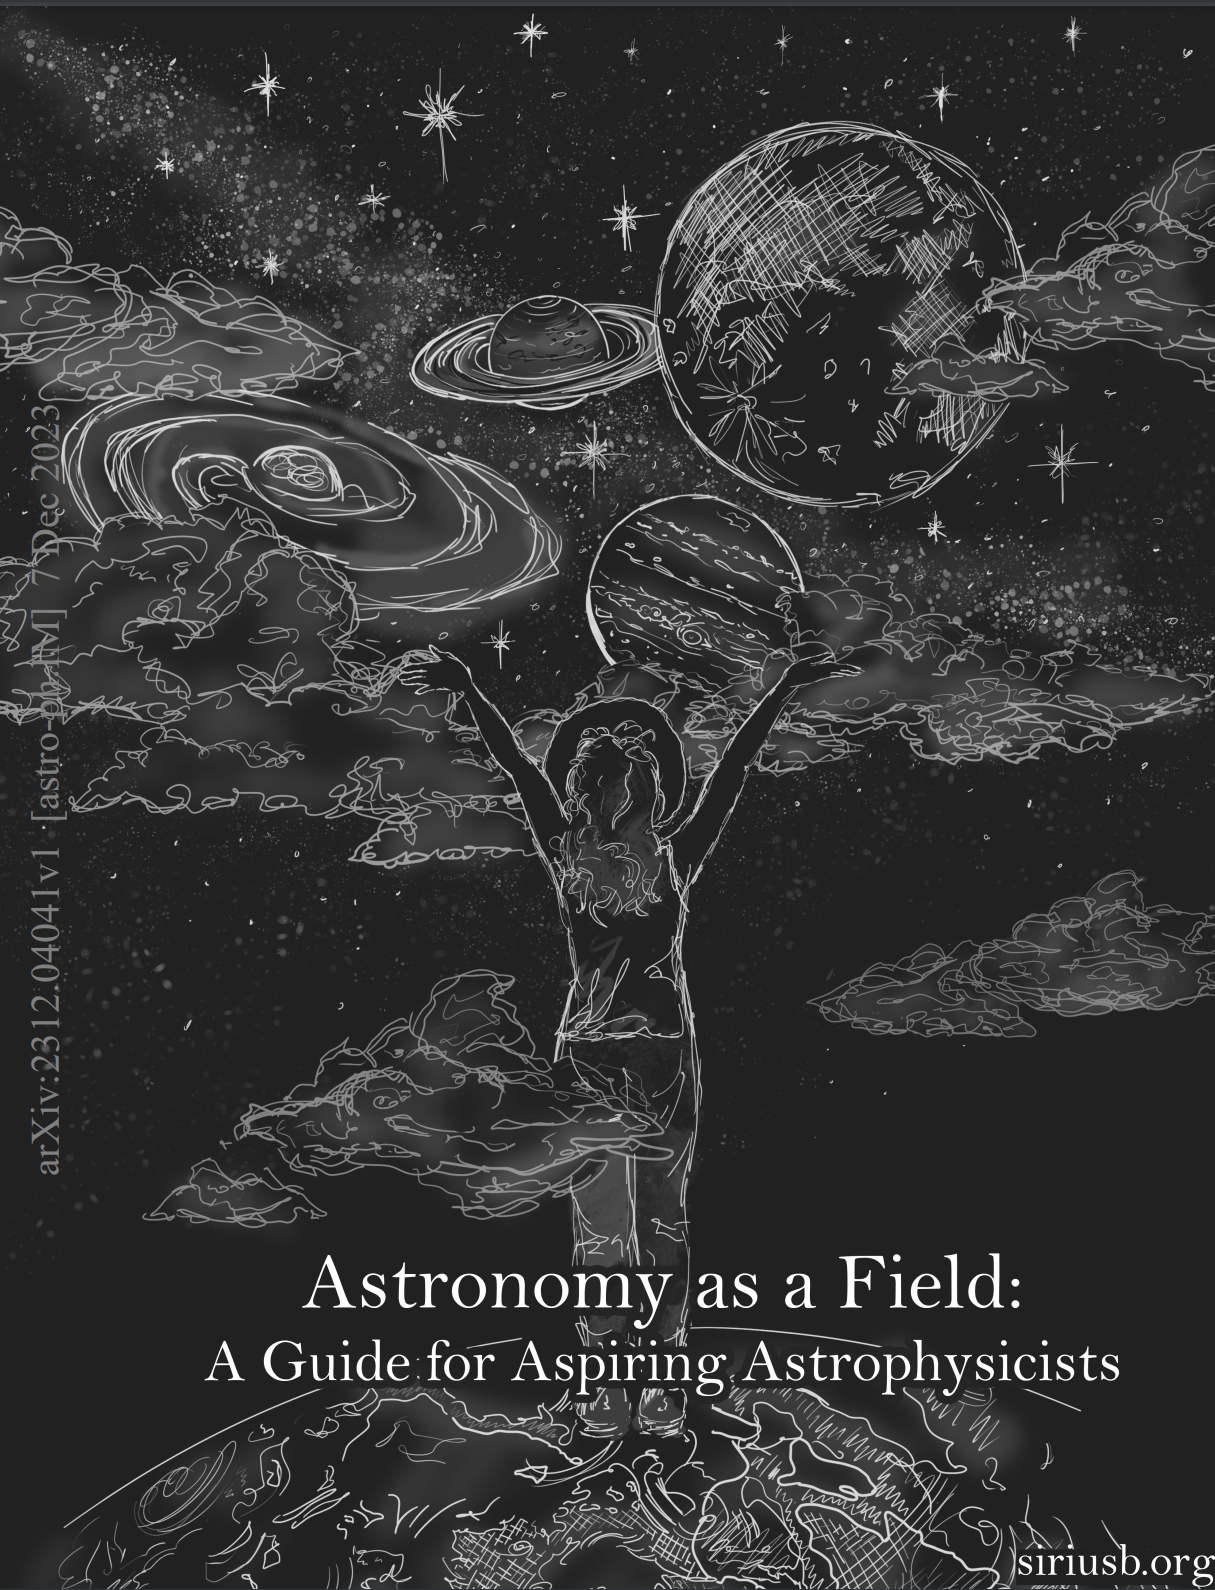 arXiv:2312.04041v1 [astro-ph.IM] 7 Dec 2023
Astronomy as a Field:
A Guide for Aspiring Astrophysicists
siriusb.org